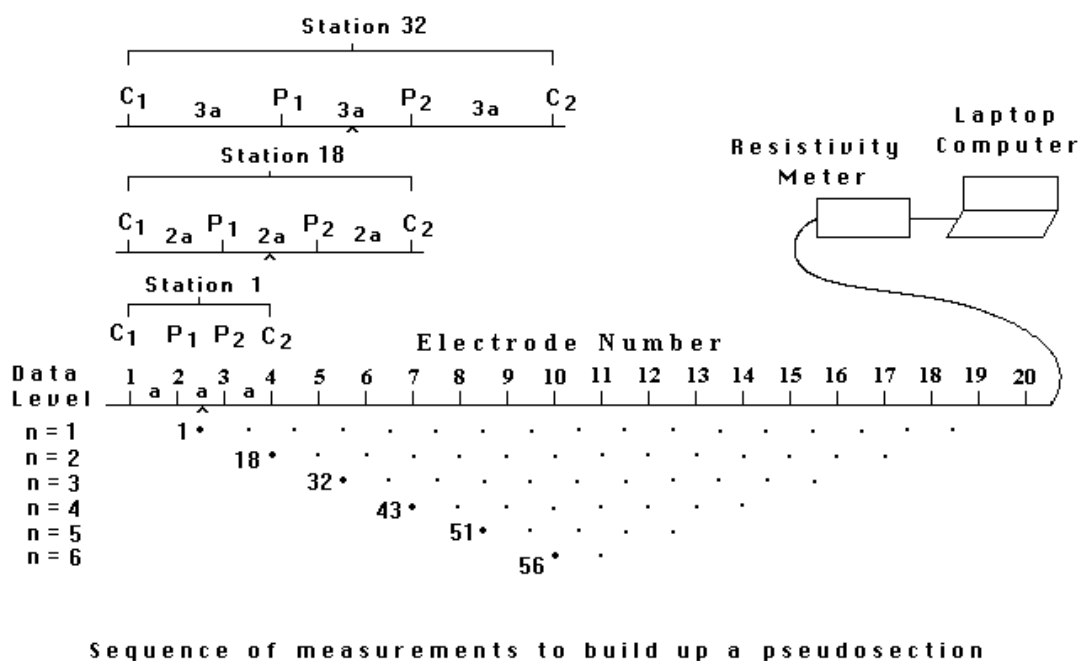 Station 32
C1 3a P1 3a P2 3a C2
Station 18
C1 2a P1 2a P2 2a C2
Station 1
C1 P1 P2 C2
Resistivity
Meter
Laptop
Computer
Electrode Number
Data
Level
1 2 3 4 5 6 7 8 9 10 11 12 13 14 15 16 17 18 19 20
a a a
n = 1 1
n = 2 18
n = 3 32
n = 4 43
n = 5 51
n = 6 56
Sequence of measurements to build up a pseudosection